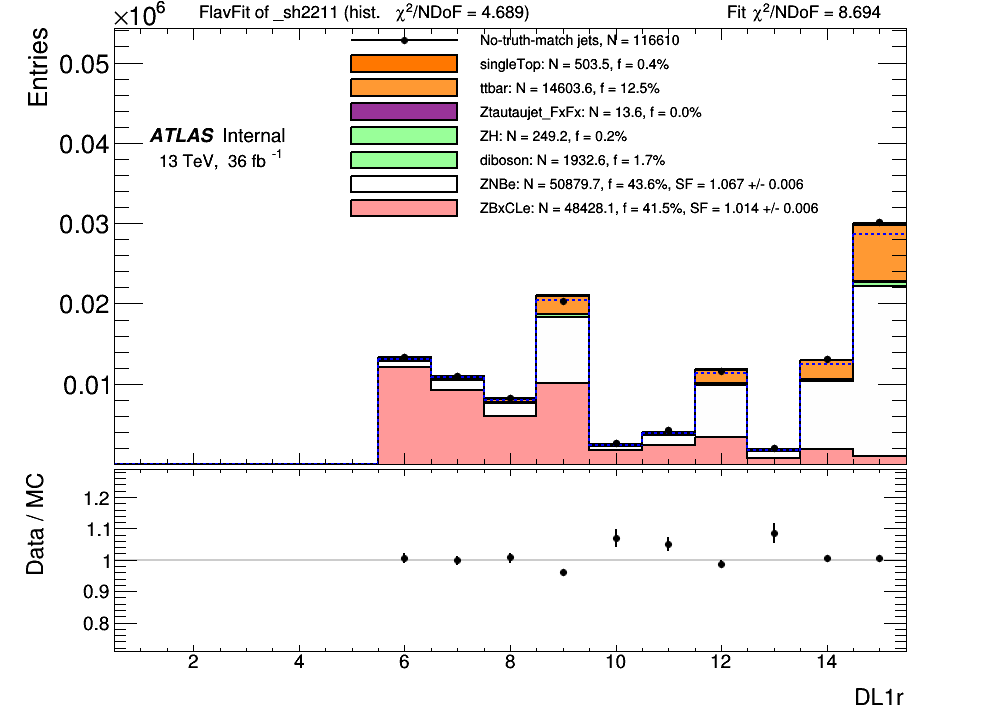 ×10⁶
FlavFit of _sh2211 (hist. χ²/NDoF = 4.689)
Fit χ²/NDoF = 8.694
Entries
0.05
0.04
0.03
0.02
0.01
ATLAS Internal
13 TeV, 36 fb⁻¹
No-truth-match jets, N = 116610
singleTop: N = 503.5, f = 0.4%
ttbar: N = 14603.6, f = 12.5%
Ztautaujet_FxFx: N = 13.6, f = 0.0%
ZH: N = 249.2, f = 0.2%
diboson: N = 1932.6, f = 1.7%
ZNBe: N = 50879.7, f = 43.6%, SF = 1.067 +/- 0.006
ZBxCLe: N = 48428.1, f = 41.5%, SF = 1.014 +/- 0.006
Data / MC
1.2
1.1
1
0.9
0.8
2 4 6 8 10 12 14
DL1r